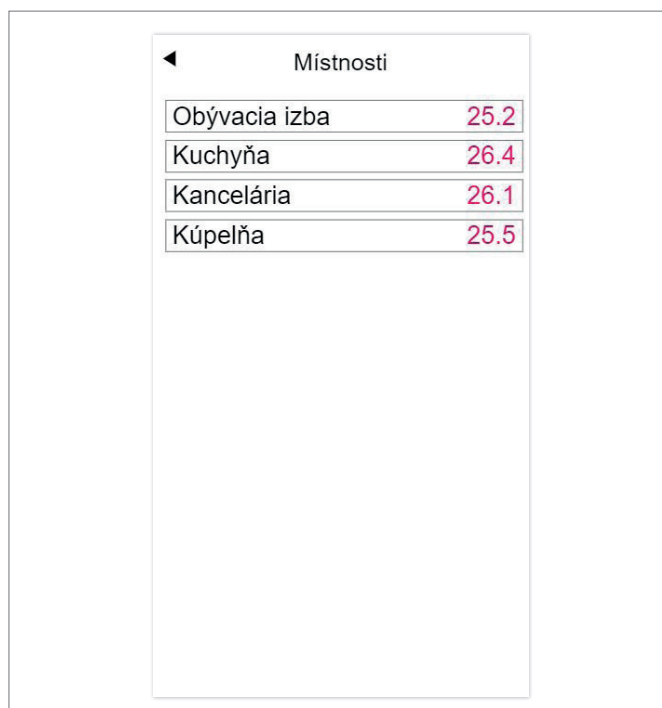 Místnosti
Obývacia izba 25.2
Kuchyňa 26.4
Kancelária 26.1
Kúpelňa 25.5